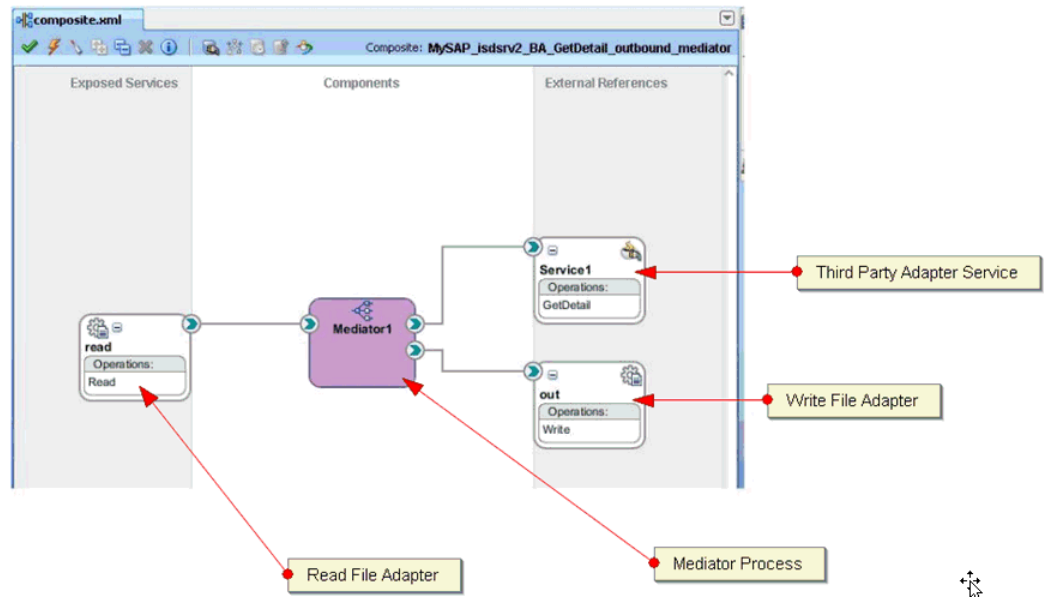 composite.xml
Composite: MySAP_isdsrv2_BA_GetDetail_outbound_mediator
Exposed Services
Components
External References
Service1
Operations:
GetDetail
Third Party Adapter Service
Mediator1
read
Operations:
Read
out
Operations:
Write
Write File Adapter
Read File Adapter
Mediator Process